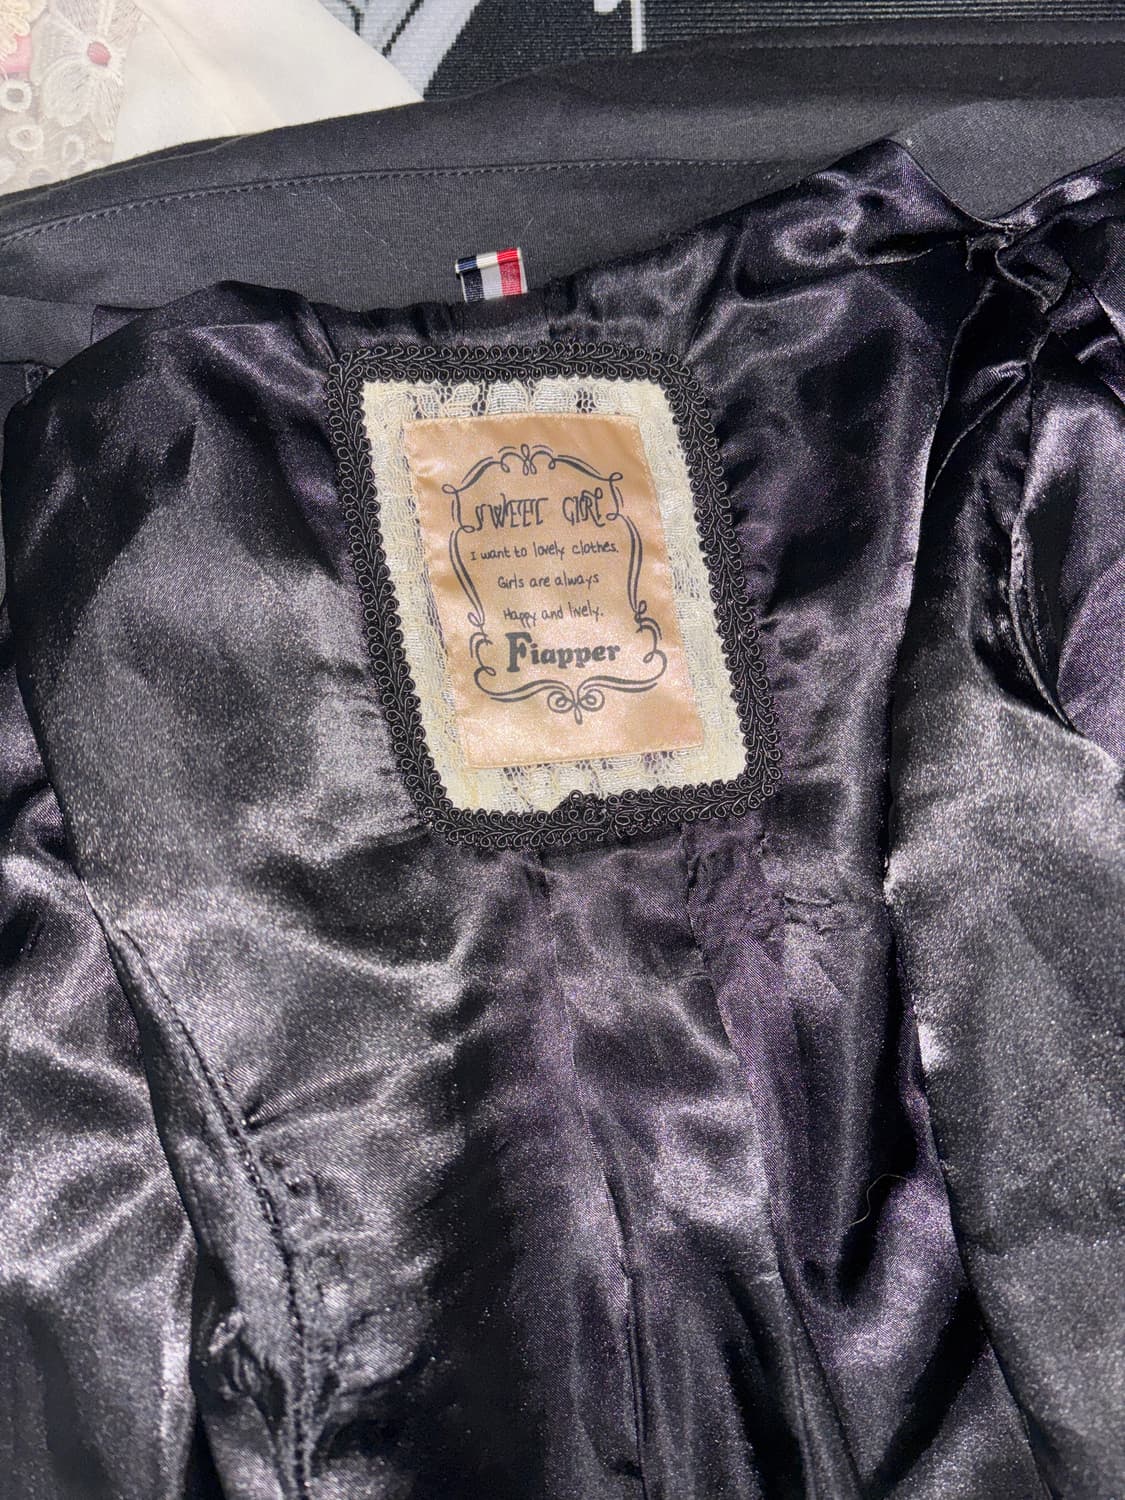 SWEET GIRL
I want to lovely clothes.
Girls are always
Happy and lively.
Fiapper